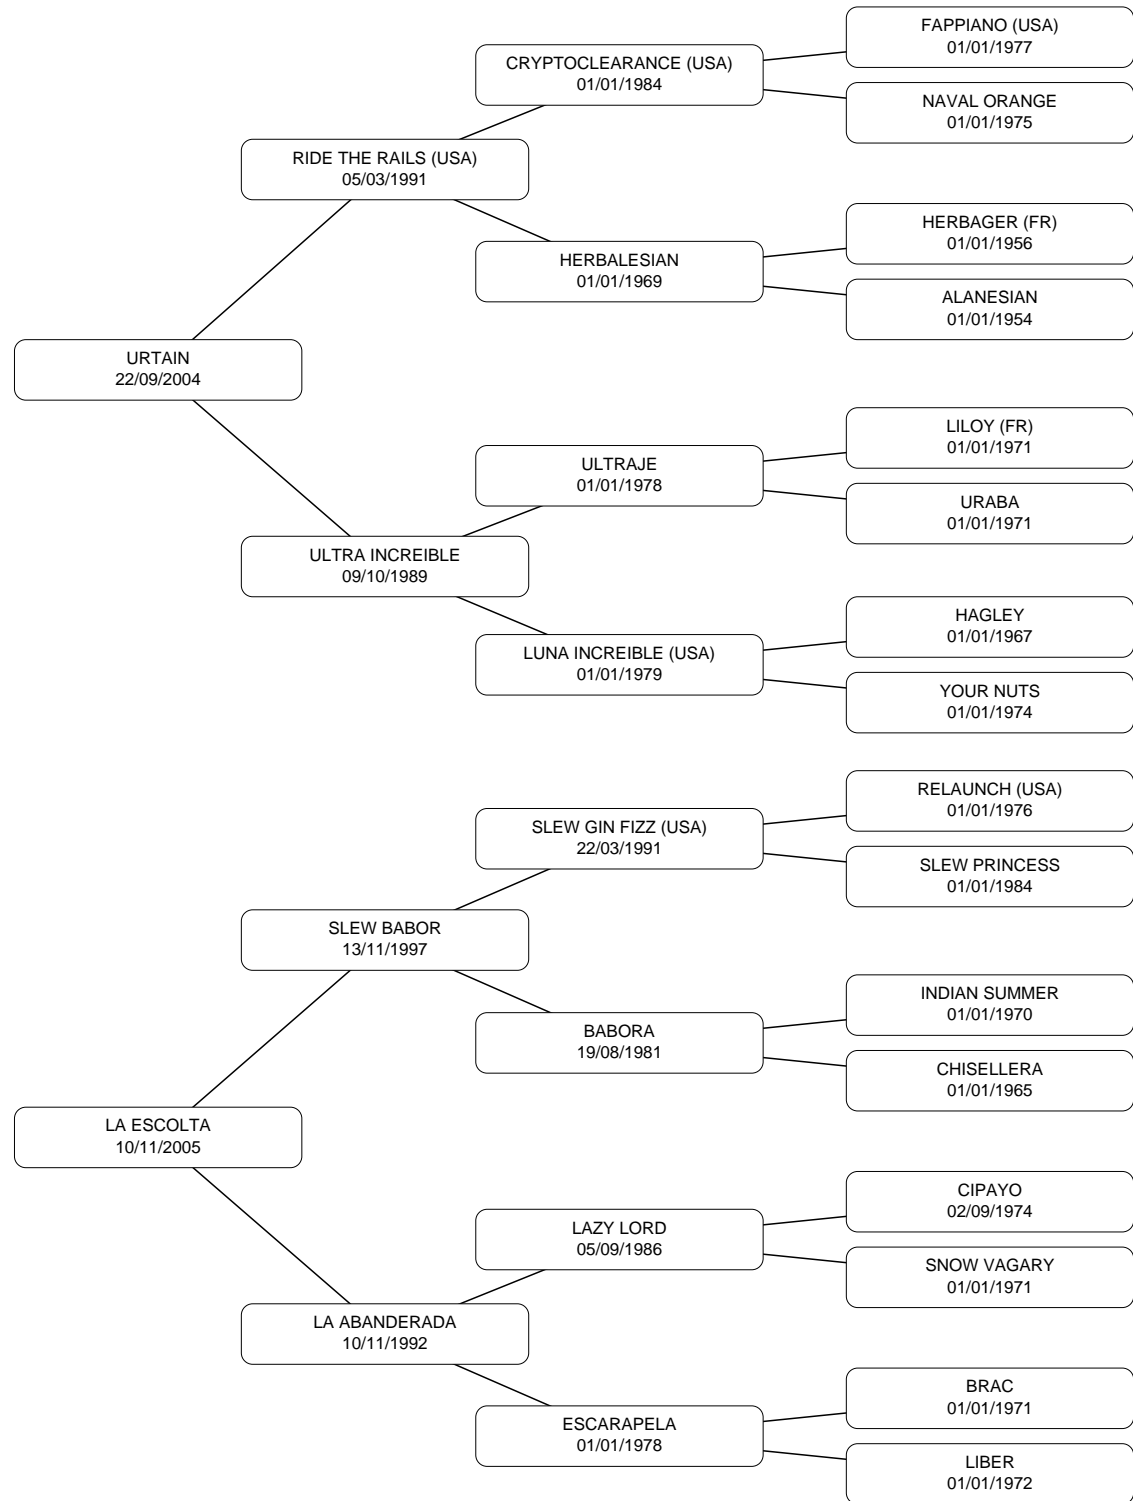 FAPPIANO (USA)
01/01/1977
CRYPTOCLEARANCE (USA)
01/01/1984
NAVAL ORANGE
01/01/1975
RIDE THE RAILS (USA)
05/03/1991
HERBAGER (FR)
01/01/1956
HERBALESIAN
01/01/1969
ALANESIAN
01/01/1954
URTAIN
22/09/2004
LILOY (FR)
01/01/1971
ULTRAJE
01/01/1978
URABA
01/01/1971
ULTRA INCREIBLE
09/10/1989
HAGLEY
01/01/1967
LUNA INCREIBLE (USA)
01/01/1979
YOUR NUTS
01/01/1974
RELAUNCH (USA)
01/01/1976
SLEW GIN FIZZ (USA)
22/03/1991
SLEW PRINCESS
01/01/1984
SLEW BABOR
13/11/1997
INDIAN SUMMER
01/01/1970
BABORA
19/08/1981
CHISELLERA
01/01/1965
LA ESCOLTA
10/11/2005
CIPAYO
02/09/1974
LAZY LORD
05/09/1986
SNOW VAGARY
01/01/1971
LA ABANDERADA
10/11/1992
BRAC
01/01/1971
ESCARAPELA
01/01/1978
LIBER
01/01/1972